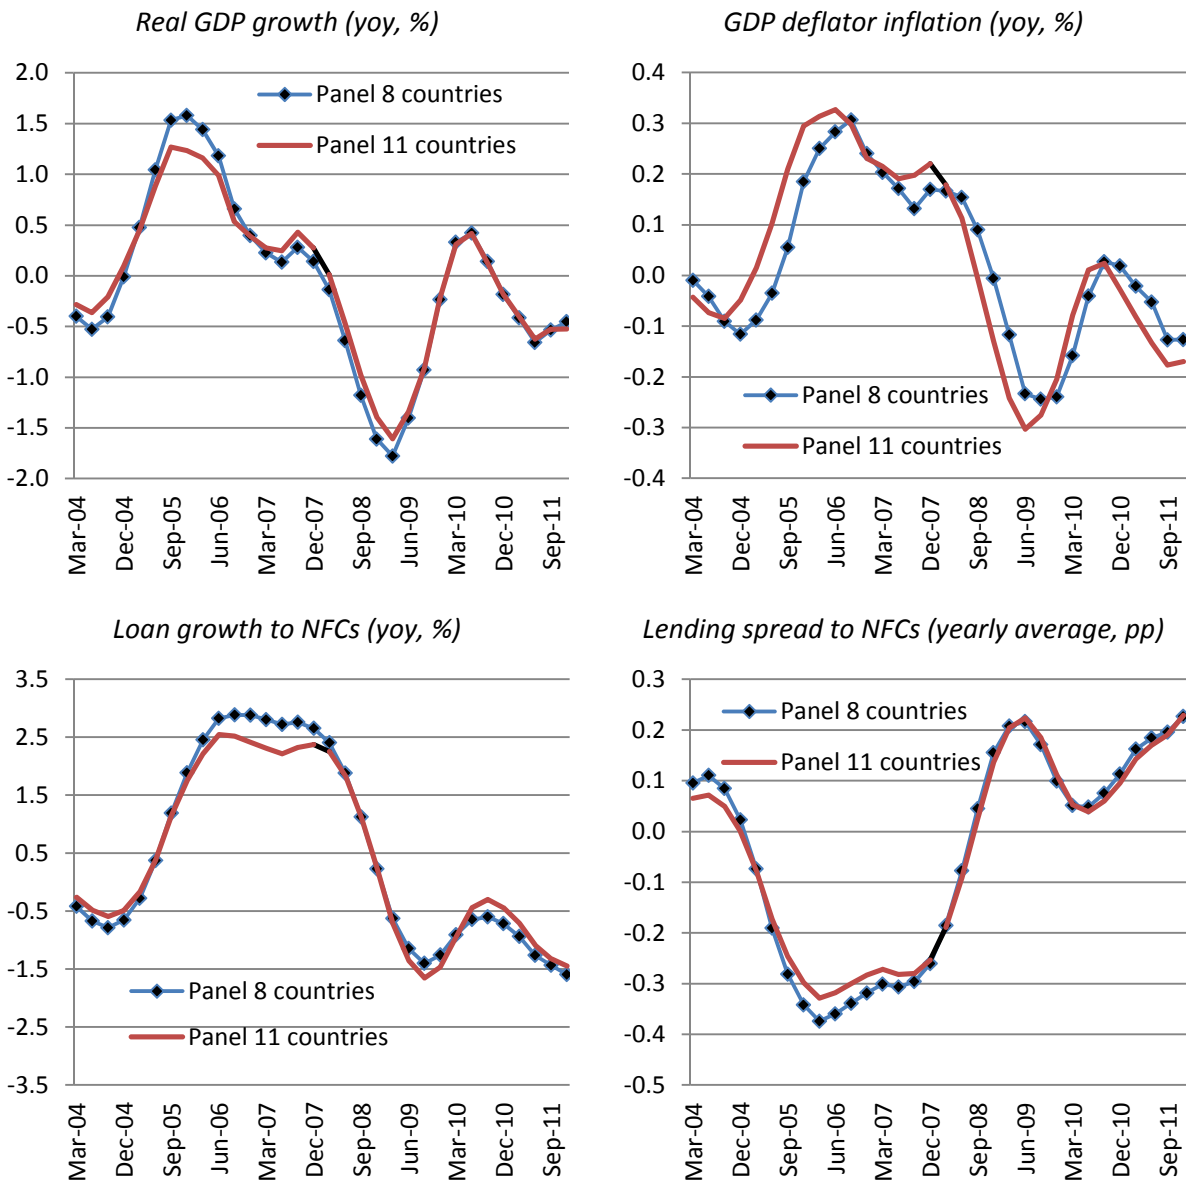 Real GDP growth (yoy, %)
2.0
1.5
1.0
0.5
0.0
-0.5
-1.0
-1.5
-2.0
Panel 8 countries
Panel 11 countries
Mar-04
Dec-04
Sep-05
Jun-06
Mar-07
Dec-07
Sep-08
Jun-09
Mar-10
Dec-10
Sep-11
GDP deflator inflation (yoy, %)
0.4
0.3
0.2
0.1
0.0
-0.1
-0.2
-0.3
-0.4
Panel 8 countries
Panel 11 countries
Mar-04
Dec-04
Sep-05
Jun-06
Mar-07
Dec-07
Sep-08
Jun-09
Mar-10
Dec-10
Sep-11
Loan growth to NFCs (yoy, %)
3.5
2.5
1.5
0.5
-0.5
-1.5
-2.5
-3.5
Panel 8 countries
Panel 11 countries
Mar-04
Dec-04
Sep-05
Jun-06
Mar-07
Dec-07
Sep-08
Jun-09
Mar-10
Dec-10
Sep-11
Lending spread to NFCs (yearly average, pp)
0.3
0.2
0.1
0.0
-0.1
-0.2
-0.3
-0.4
-0.5
Panel 8 countries
Panel 11 countries
Mar-04
Dec-04
Sep-05
Jun-06
Mar-07
Dec-07
Sep-08
Jun-09
Mar-10
Dec-10
Sep-11